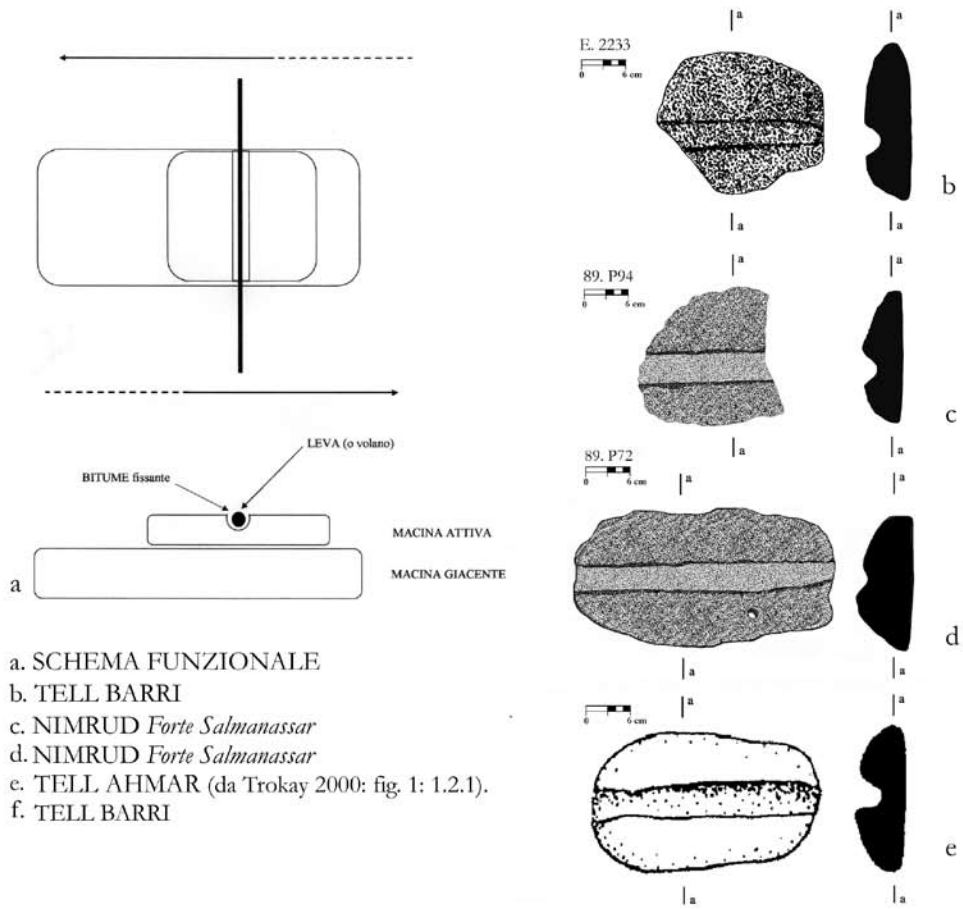 LEVA (o volano)
BITUME fissante
MACINA ATTIVA
MACINA GIACENTE
a
a. SCHEMA FUNZIONALE
b. TELL BARRI
c. NIMRUD Forte Salmanassar
d. NIMRUD Forte Salmanassar
e. TELL AHMAR (da Trokay 2000: fig. 1: 1.2.1).
f. TELL BARRI
a a
E. 2233
0 6 cm
b
a a
a a
89. P94
0 6 cm
c
a a
89. P72
0 6 cm
a a
d
a a
a a
0 6 cm
e
a a